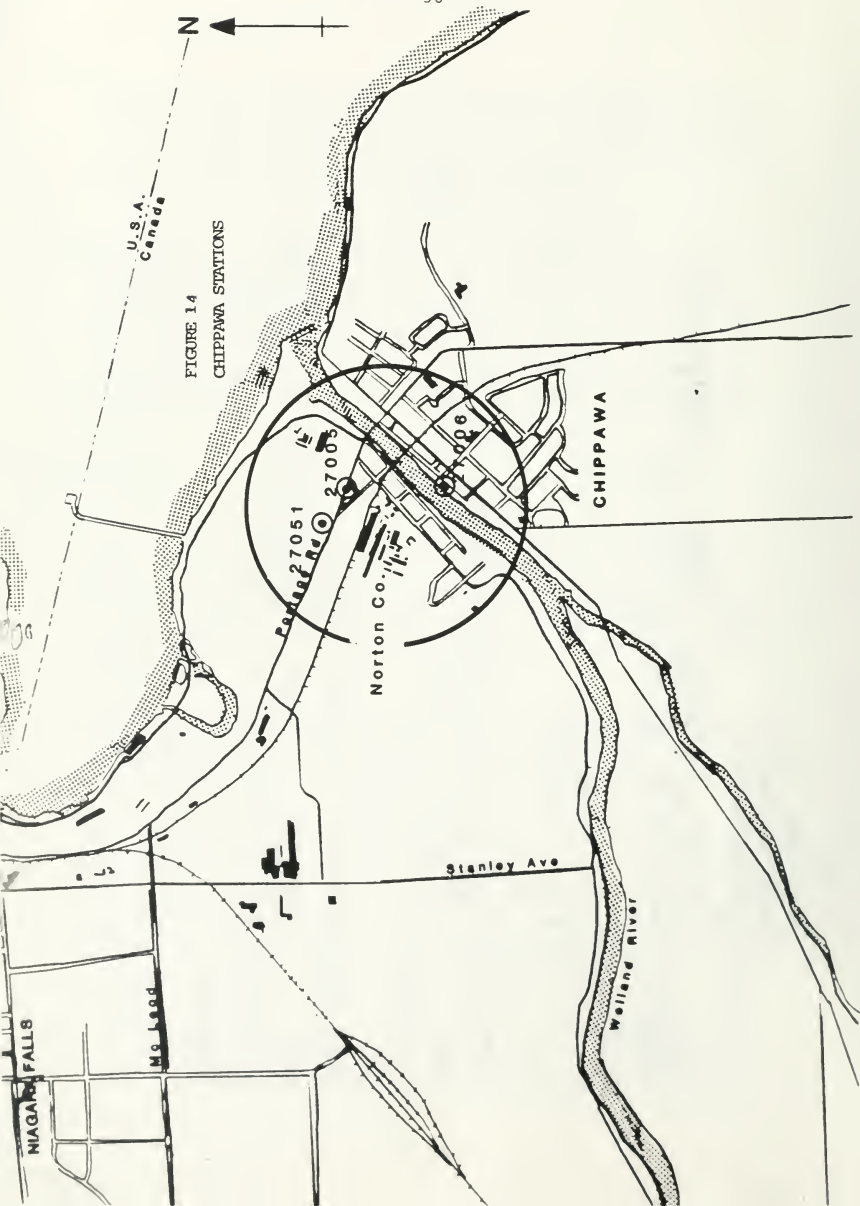 N
U.S.A.
Canada
FIGURE 14
CHIPPAWA STATIONS
27005
27051
Portage Rd
Norton Co.
006
CHIPPAWA
Stanley Ave
Welland River
Mc Leod
NIAGARA FALLS